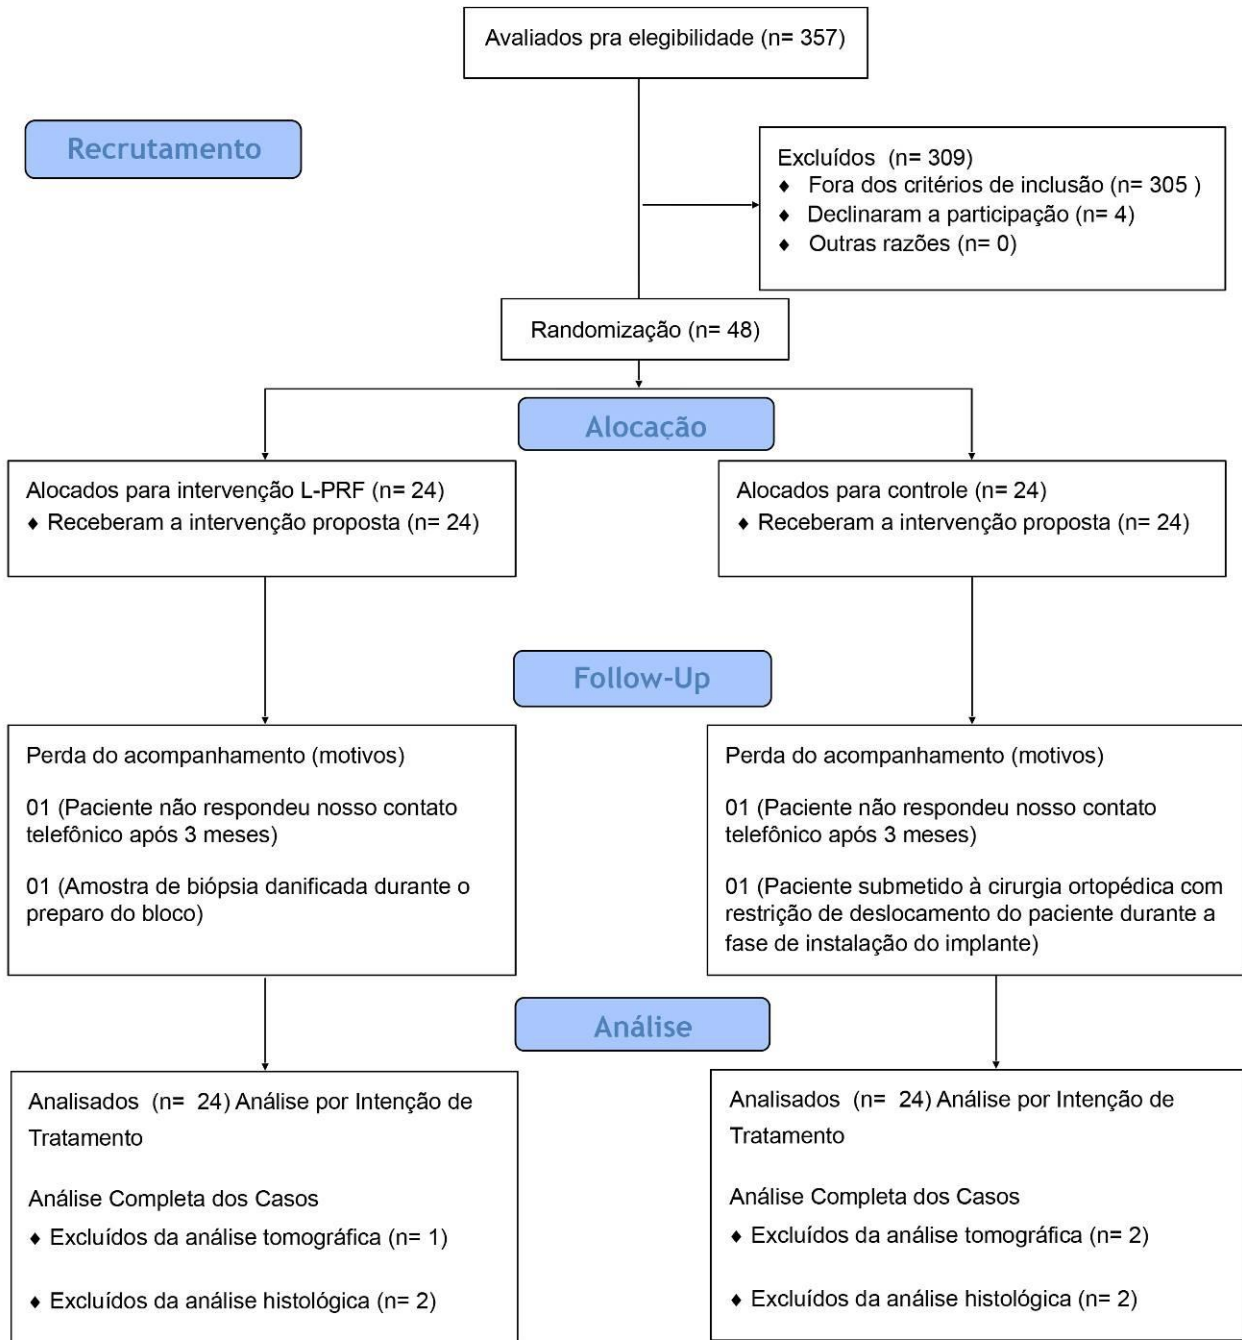 Avaliados pra elegibilidade (n= 357)
Recrutamento
Excluídos (n= 309)
♦ Fora dos critérios de inclusão (n= 305 )
♦ Declinaram a participação (n= 4)
♦ Outras razões (n= 0)
Randomização (n= 48)
Alocação
Alocados para intervenção L-PRF (n= 24)
♦ Receberam a intervenção proposta (n= 24)
Alocados para controle (n= 24)
♦ Receberam a intervenção proposta (n= 24)
Follow-Up
Perda do acompanhamento (motivos)
01 (Paciente não respondeu nosso contato
telefônico após 3 meses)
01 (Amostra de biópsia danificada durante o
preparo do bloco)
Perda do acompanhamento (motivos)
01 (Paciente não respondeu nosso contato
telefônico após 3 meses)
01 (Paciente submetido à cirurgia ortopédica com
restrição de deslocamento do paciente durante a
fase de instalação do implante)
Análise
Analisados (n= 24) Análise por Intenção de
Tratamento
Análise Completa dos Casos
♦ Excluídos da análise tomográfica (n= 1)
♦ Excluídos da análise histológica (n= 2)
Analisados (n= 24) Análise por Intenção de
Tratamento
Análise Completa dos Casos
♦ Excluídos da análise tomográfica (n= 2)
♦ Excluídos da análise histológica (n= 2)